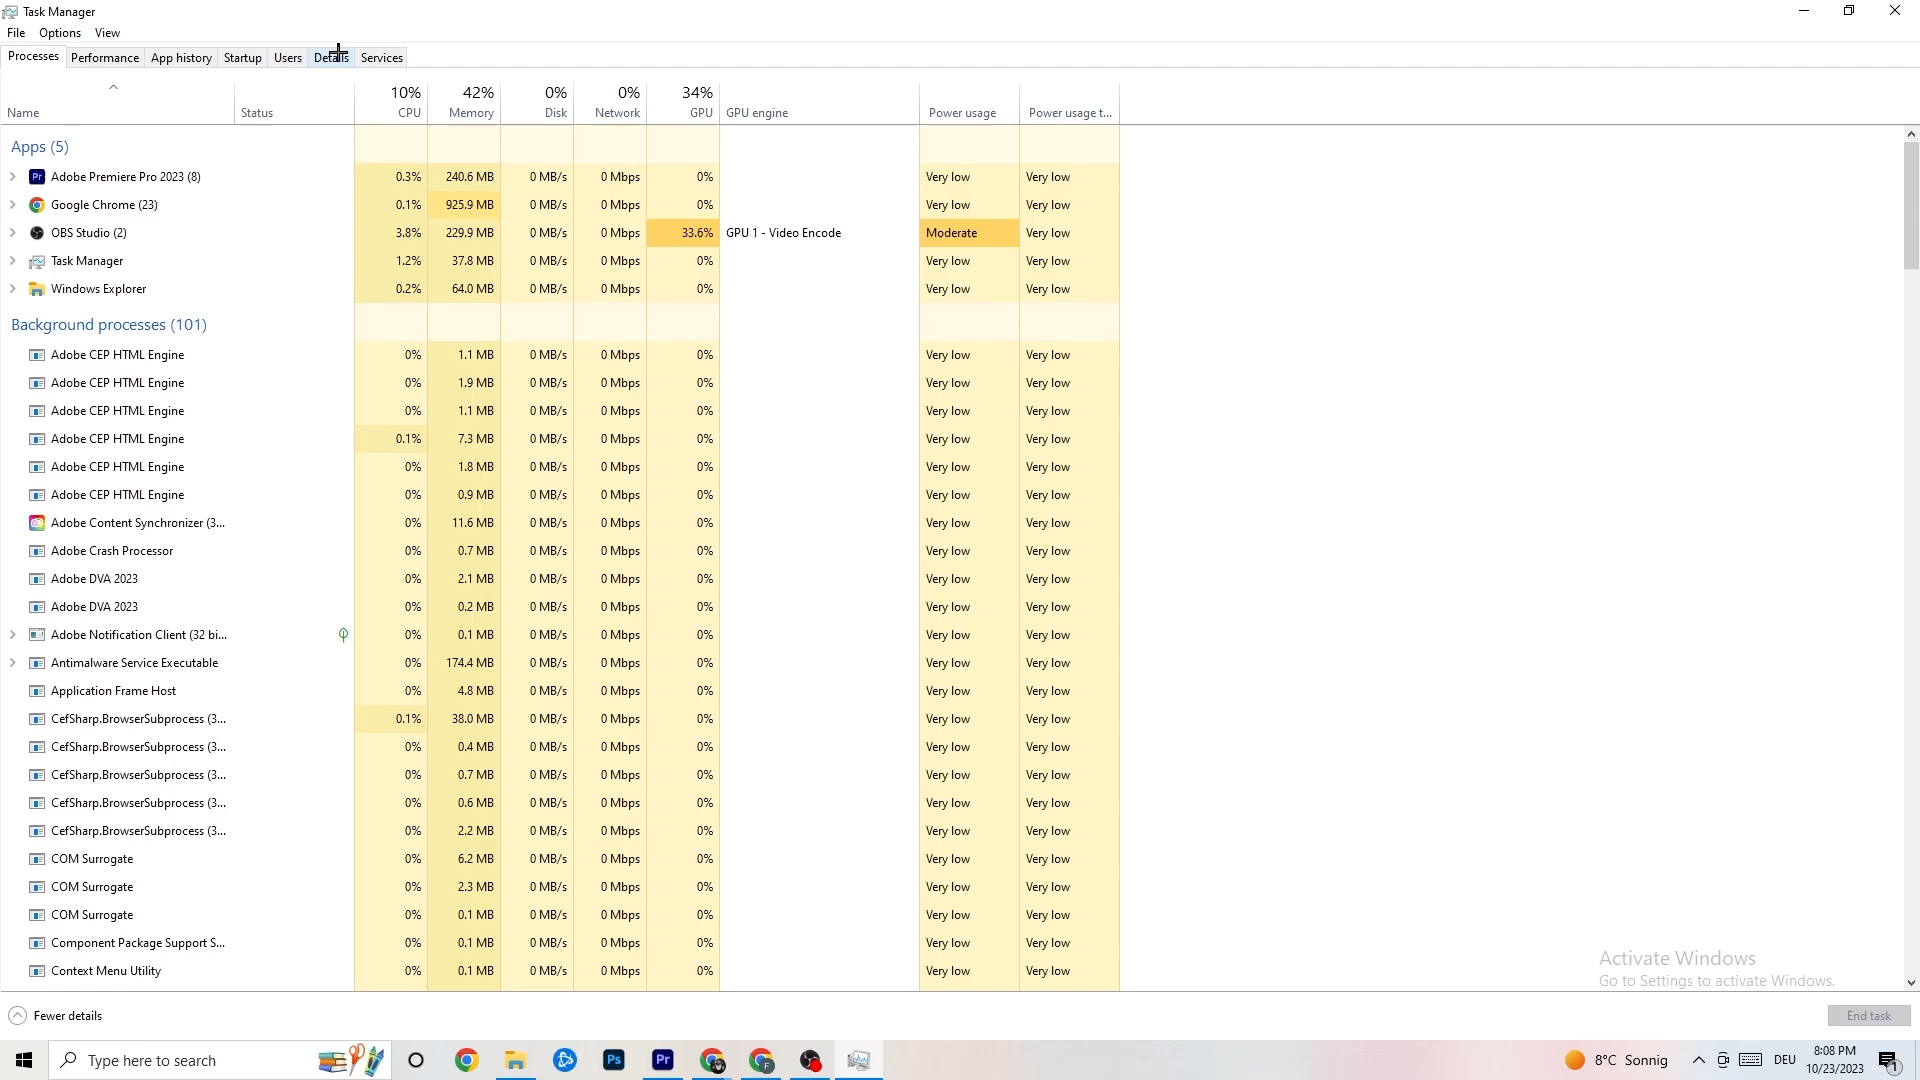 Task Manager
File Options View
Processes Performance App history Startup Users Details Services
10% 42% 0% 0% 34%
Name Status CPU Memory Disk Network GPU GPU engine Power usage Power usage t...
Apps (5)
Adobe Premiere Pro 2023 (8) 0.3% 240.6 MB 0 MB/s 0 Mbps 0% Very low Very low
Google Chrome (23) 0.1% 925.9 MB 0 MB/s 0 Mbps 0% Very low Very low
OBS Studio (2) 3.8% 229.9 MB 0 MB/s 0 Mbps 33.6% GPU 1 - Video Encode Moderate Very low
Task Manager 1.2% 37.8 MB 0 MB/s 0 Mbps 0% Very low Very low
Windows Explorer 0.2% 64.0 MB 0 MB/s 0 Mbps 0% Very low Very low
Background processes (101)
Adobe CEP HTML Engine 0% 1.1 MB 0 MB/s 0 Mbps 0% Very low Very low
Adobe CEP HTML Engine 0% 1.9 MB 0 MB/s 0 Mbps 0% Very low Very low
Adobe CEP HTML Engine 0% 1.1 MB 0 MB/s 0 Mbps 0% Very low Very low
Adobe CEP HTML Engine 0.1% 7.3 MB 0 MB/s 0 Mbps 0% Very low Very low
Adobe CEP HTML Engine 0% 1.8 MB 0 MB/s 0 Mbps 0% Very low Very low
Adobe CEP HTML Engine 0% 0.9 MB 0 MB/s 0 Mbps 0% Very low Very low
Adobe Content Synchronizer (3... 0% 11.6 MB 0 MB/s 0 Mbps 0% Very low Very low
Adobe Crash Processor 0% 0.7 MB 0 MB/s 0 Mbps 0% Very low Very low
Adobe DVA 2023 0% 2.1 MB 0 MB/s 0 Mbps 0% Very low Very low
Adobe DVA 2023 0% 0.2 MB 0 MB/s 0 Mbps 0% Very low Very low
Adobe Notification Client (32 bi... 0% 0.1 MB 0 MB/s 0 Mbps 0% Very low Very low
Antimalware Service Executable 0% 174.4 MB 0 MB/s 0 Mbps 0% Very low Very low
Application Frame Host 0% 4.8 MB 0 MB/s 0 Mbps 0% Very low Very low
CefSharp.BrowserSubprocess (3... 0.1% 38.0 MB 0 MB/s 0 Mbps 0% Very low Very low
CefSharp.BrowserSubprocess (3... 0% 0.4 MB 0 MB/s 0 Mbps 0% Very low Very low
CefSharp.BrowserSubprocess (3... 0% 0.7 MB 0 MB/s 0 Mbps 0% Very low Very low
CefSharp.BrowserSubprocess (3... 0% 0.6 MB 0 MB/s 0 Mbps 0% Very low Very low
CefSharp.BrowserSubprocess (3... 0% 2.2 MB 0 MB/s 0 Mbps 0% Very low Very low
COM Surrogate 0% 6.2 MB 0 MB/s 0 Mbps 0% Very low Very low
COM Surrogate 0% 2.3 MB 0 MB/s 0 Mbps 0% Very low Very low
COM Surrogate 0% 0.1 MB 0 MB/s 0 Mbps 0% Very low Very low
Component Package Support S... 0% 0.1 MB 0 MB/s 0 Mbps 0% Very low Very low
Context Menu Utility 0% 0.1 MB 0 MB/s 0 Mbps 0% Very low Very low
Activate Windows
Go to Settings to activate Windows.
Fewer details End task
Type here to search Ps Pr F 8°C Sonnig DEU 8:08 PM
10/23/2023 1